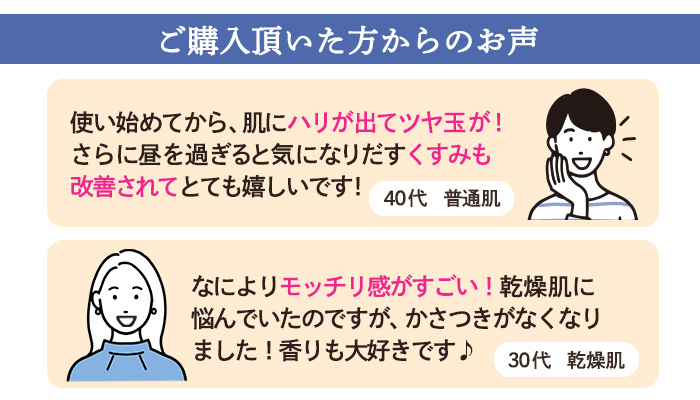 ご購入頂いた方からのお声
使い始めてから、肌にハリが出てツヤ玉が！
さらに昼を過ぎると気になりだすくすみも
改善されてとても嬉しいです！
40代　普通肌
なによりモッチリ感がすごい！乾燥肌に
悩んでいたのですが、かさつきがなくなり
ました！香りも大好きです♪
30代　乾燥肌